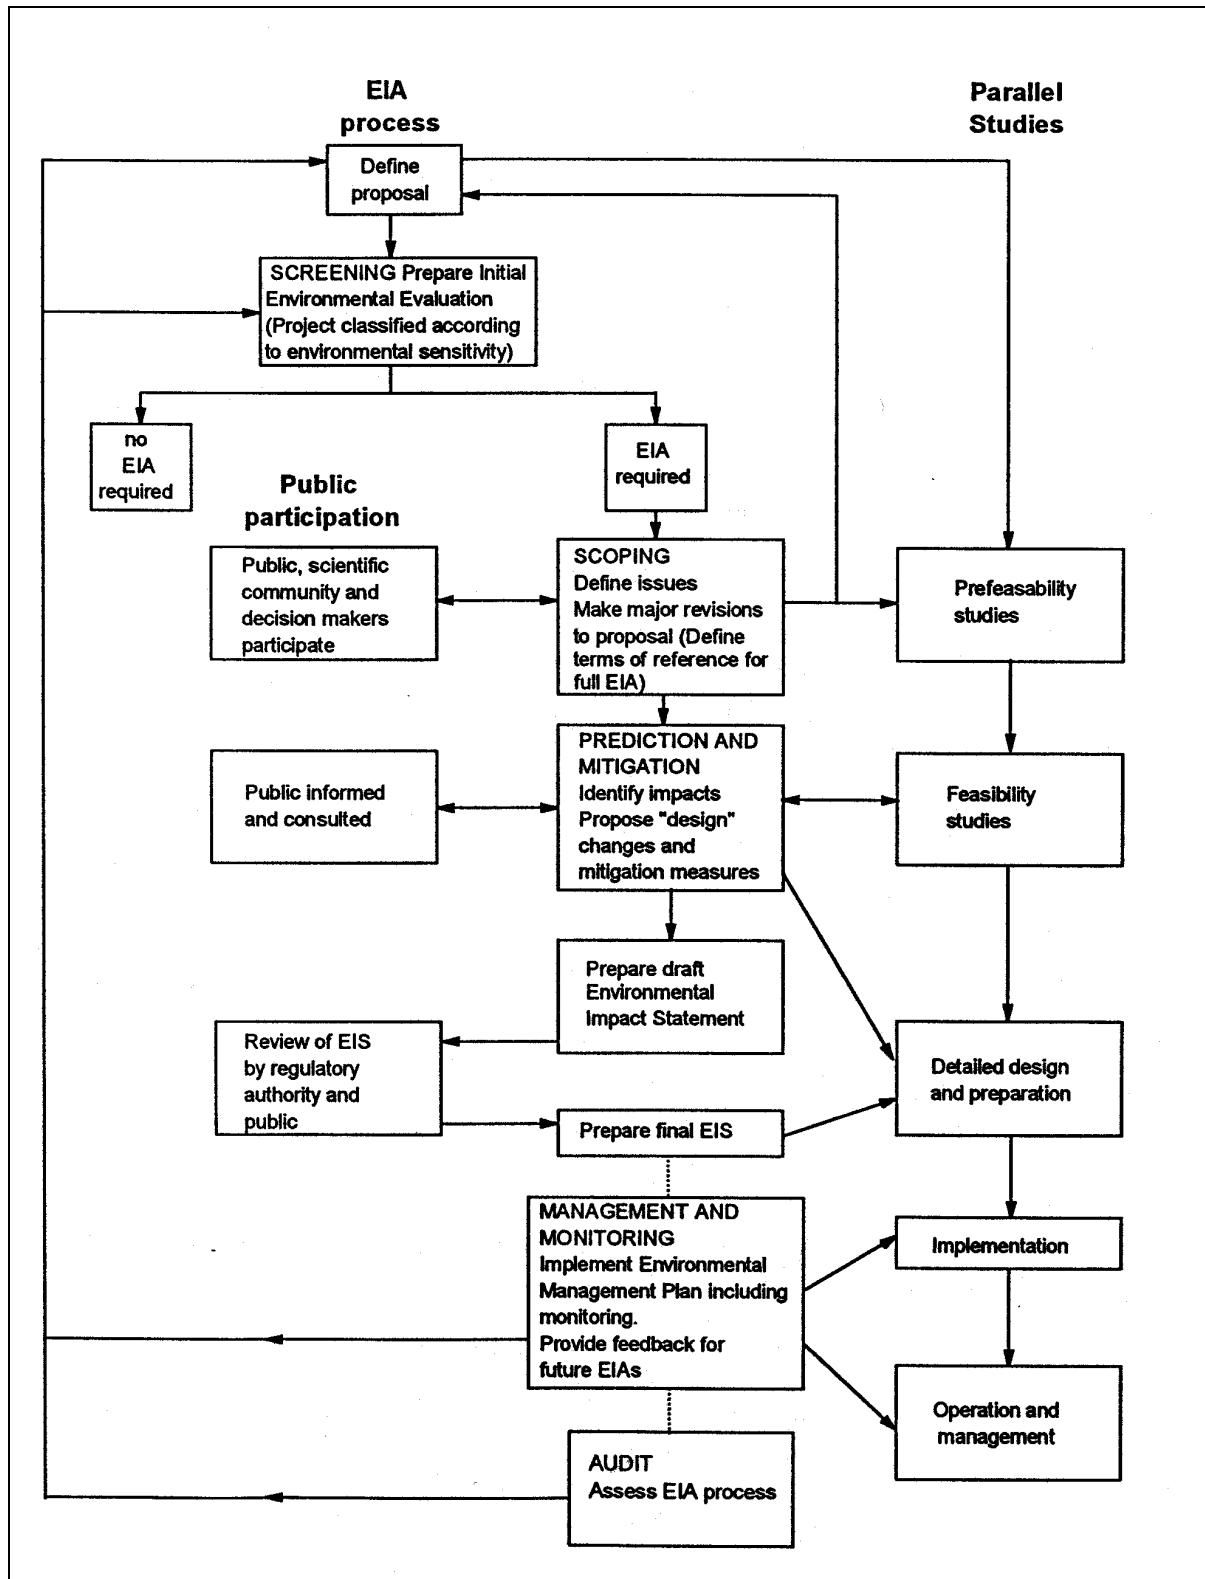 EIA
process
Parallel
Studies
Define
proposal
SCREENING Prepare Initial
Environmental Evaluation
(Project classified according
to environmental sensitivity)
no
EIA
required
EIA
required
Public
participation
Public, scientific
community and
decision makers
participate
SCOPING
Define issues
Make major revisions
to proposal (Define
terms of reference for
full EIA)
Prefeasability
studies
Public informed
and consulted
PREDICTION AND
MITIGATION
Identify impacts
Propose "design"
changes and
mitigation measures
Feasibility
studies
Prepare draft
Environmental
Impact Statement
Review of EIS
by regulatory
authority and
public
Prepare final EIS
Detailed design
and preparation
MANAGEMENT AND
MONITORING
Implement Environmental
Management Plan including
monitoring.
Provide feedback for
future EIAs
Implementation
Operation and
management
AUDIT
Assess EIA process